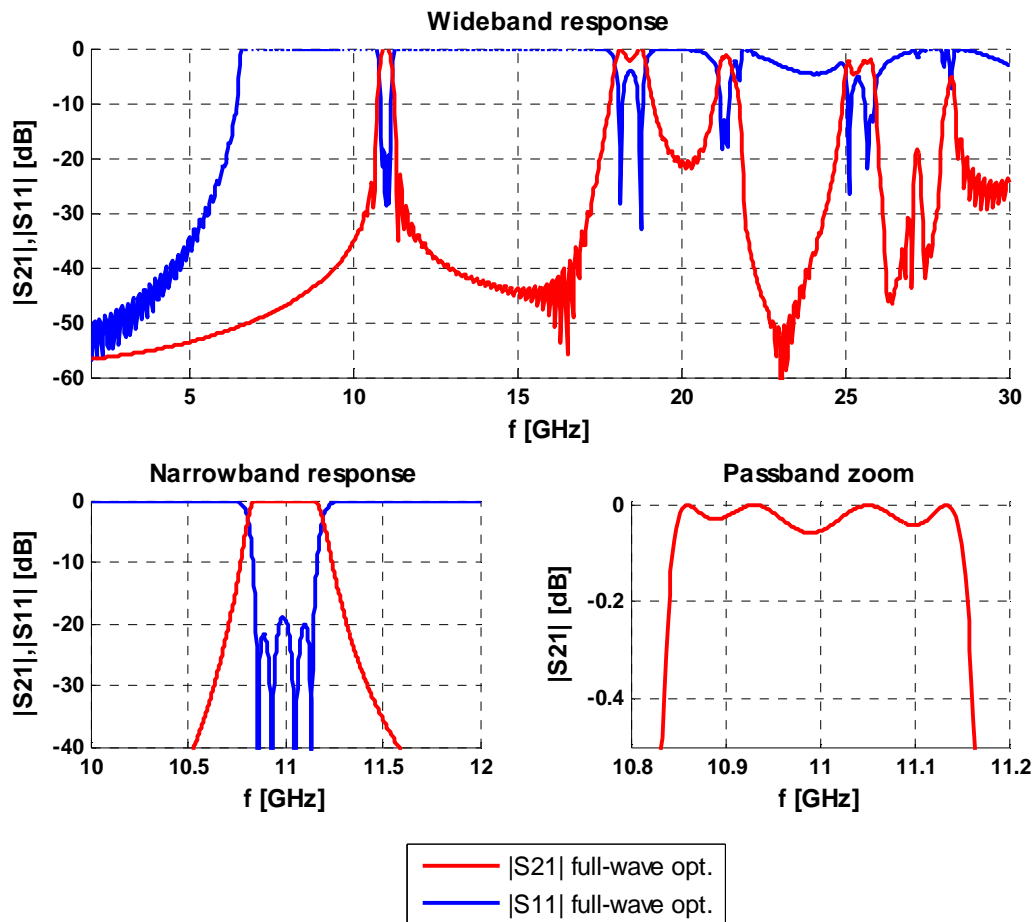 Wideband response
|S21|,|S11| [dB]
0
-10
-20
-30
-40
-50
-60
5
10
15
20
25
30
f [GHz]
Narrowband response
|S21|,|S11| [dB]
0
-10
-20
-30
-40
10
10.5
11
11.5
12
f [GHz]
Passband zoom
|S21| [dB]
0
-0.2
-0.4
10.8
10.9
11
11.1
11.2
f [GHz]
|S21| full-wave opt.
|S11| full-wave opt.